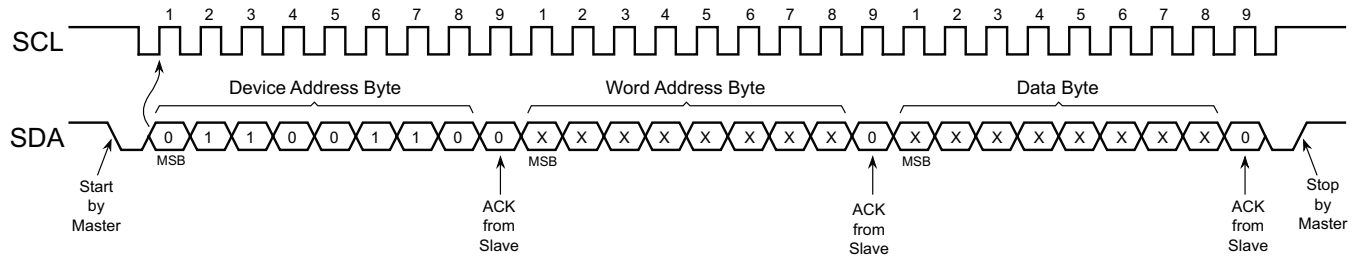 1 2 3 4 5 6 7 8 9 1 2 3 4 5 6 7 8 9 1 2 3 4 5 6 7 8 9
SCL
Device Address Byte Word Address Byte Data Byte
SDA 0 1 1 0 0 1 1 0 0 X X X X X X X X 0 X X X X X X X X 0
MSB MSB MSB
Start
by
Master
ACK
from
Slave
ACK
from
Slave
ACK
from
Slave
Stop
by
Master